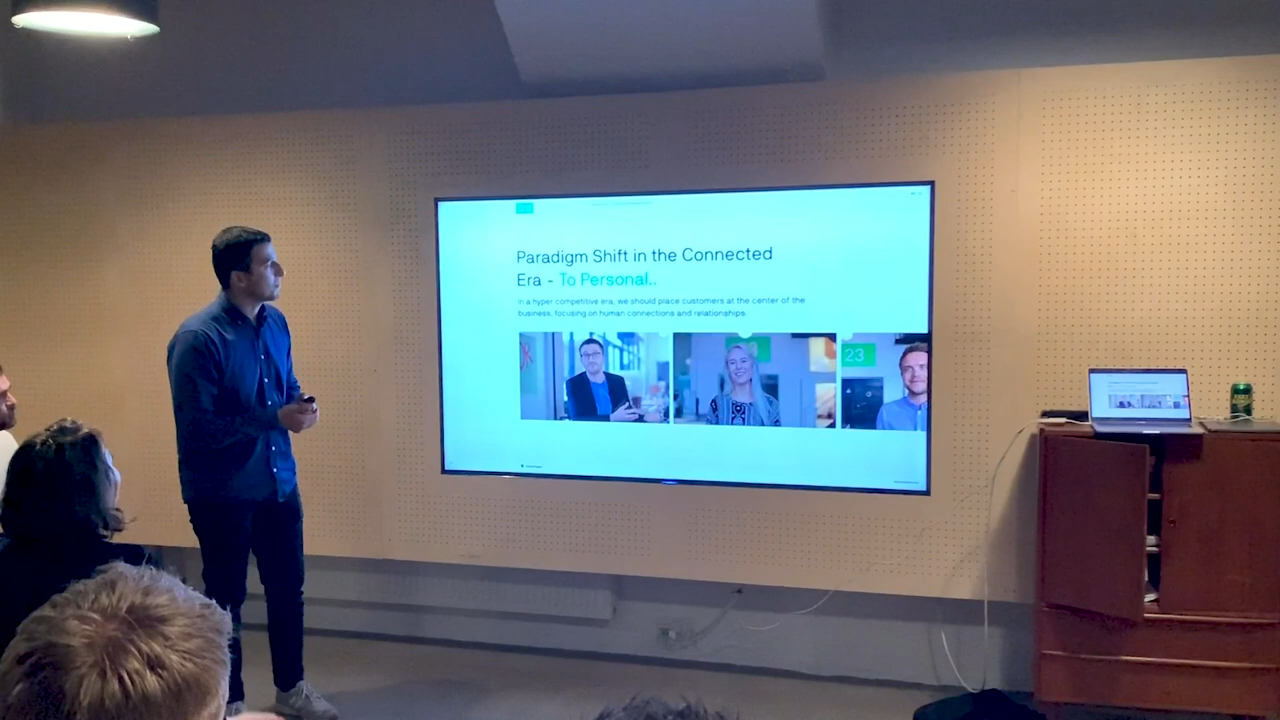 Paradigm Shift in the Connected
Era - To Personal..
In a hyper competitive era, we should place customers at the center of the
business, focusing on human connections and relationships.
23